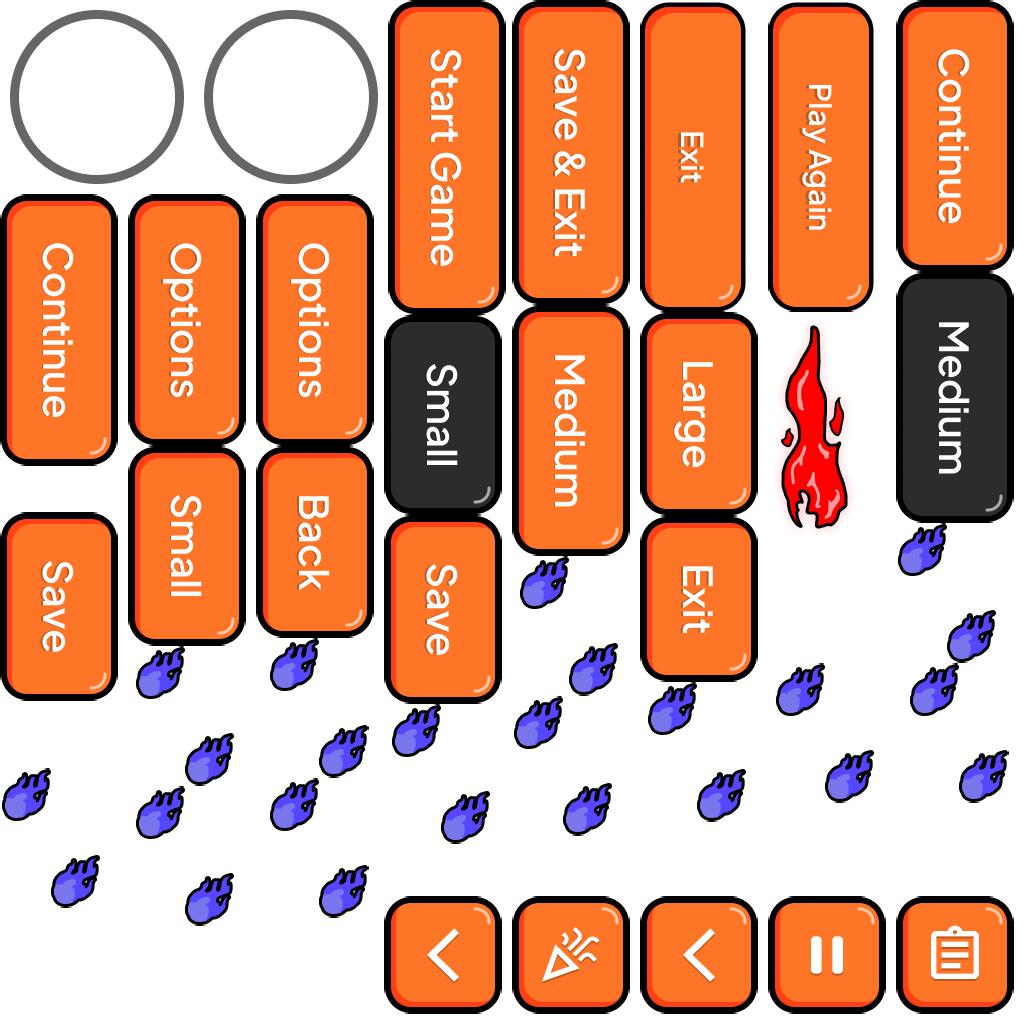 Start Game
Save & Exit
Exit
Play Again
Continue
Continue
Options
Options
Small
Medium
Large
Medium
Save
Small
Back
Save
Exit